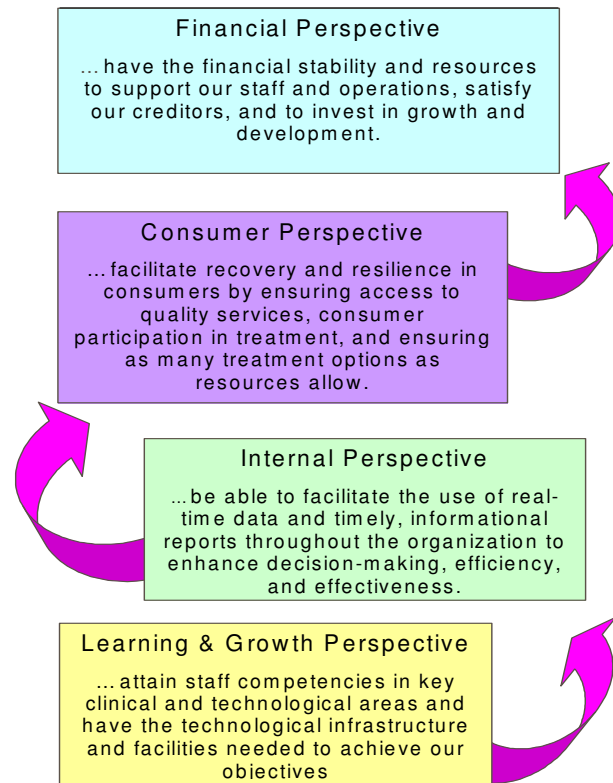 Financial Perspective
...have the financial stability and resources
to support our staff and operations, satisfy
our creditors, and to invest in growth and
development.
Consumer Perspective
...facilitate recovery and resilience in
consumers by ensuring access to
quality services, consumer
participation in treatment, and ensuring
as many treatment options as
resources allow.
Internal Perspective
...be able to facilitate the use of real-
time data and timely, informational
reports throughout the organization to
enhance decision-making, efficiency,
and effectiveness.
Learning & Growth Perspective
...attain staff competencies in key
clinical and technological areas and
have the technological infrastructure
and facilities needed to achieve our
objectives